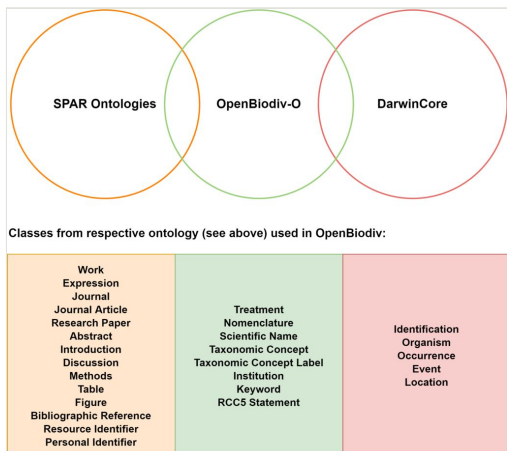 SPAR Ontologies
OpenBiodiv-O
DarwinCore
Classes from respective ontology (see above) used in OpenBiodiv:
Work
Expression
Journal
Journal Article
Research Paper
Abstract
Introduction
Discussion
Methods
Table
Figure
Bibliographic Reference
Resource Identifier
Personal Identifier
Treatment
Nomenclature
Scientific Name
Taxonomic Concept
Taxonomic Concept Label
Institution
Keyword
RCC5 Statement
Identification
Organism
Occurrence
Event
Location